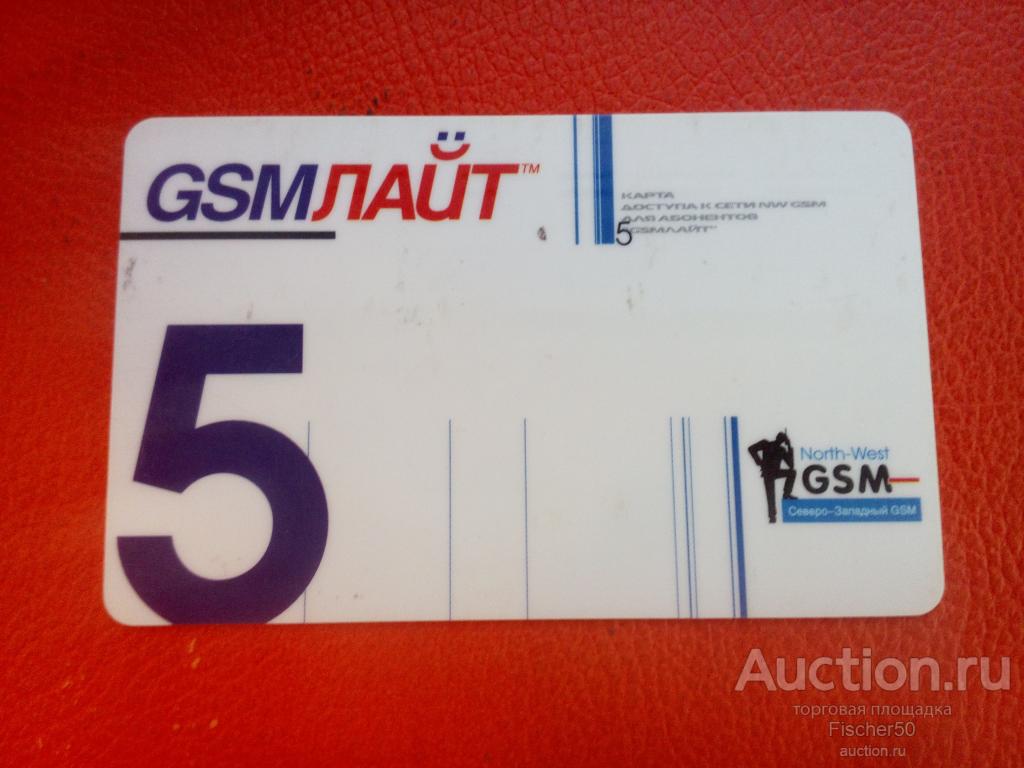 GSMЛАЙТ™
КАРТА
ДОСТУПА К СЕТИ NW GSM
ДЛЯ АБОНЕНТОВ
"GSMЛАЙТ"
5
5
North-West
GSM
Северо-Западный GSM
Auction.ru
торговая площадка
Fischer50
auction.ru